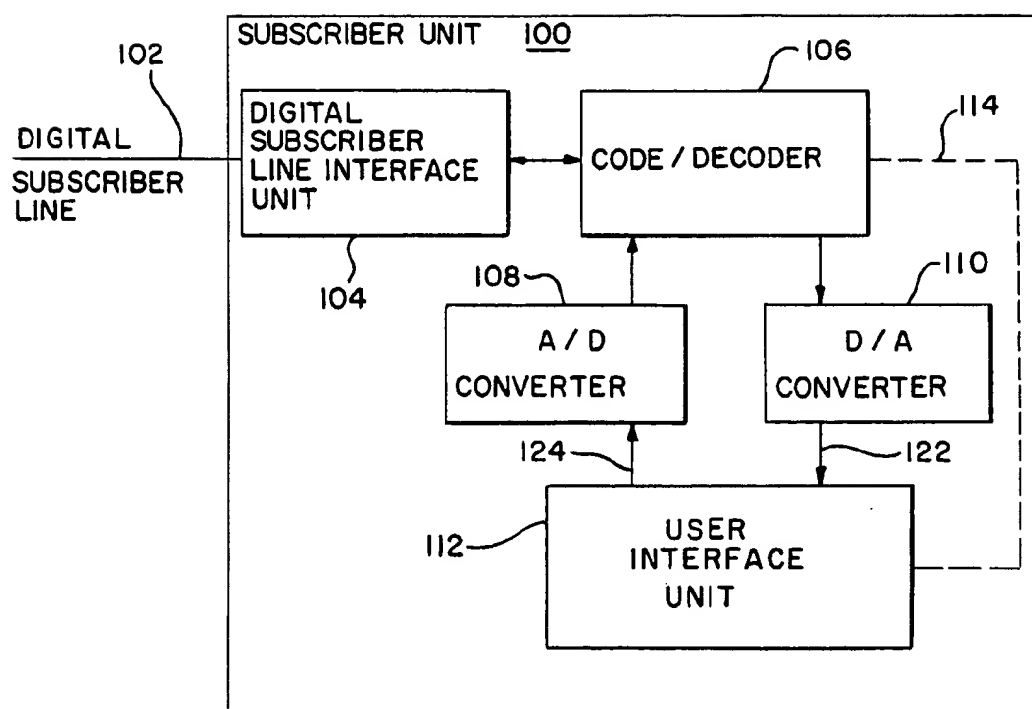 SUBSCRIBER UNIT 100
102
106
114
DIGITAL
SUBSCRIBER
LINE
DIGITAL
SUBSCRIBER
LINE INTERFACE
UNIT
CODE / DECODER
104
108
110
A / D
CONVERTER
D / A
CONVERTER
124
122
112
USER
INTERFACE
UNIT